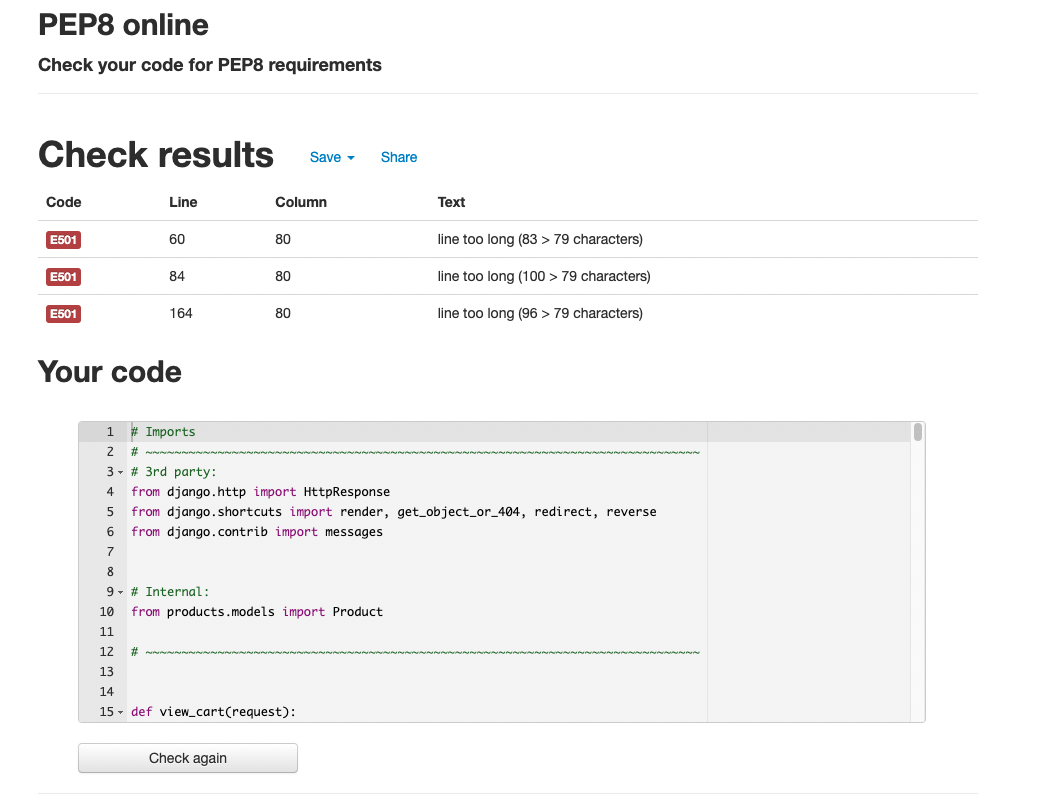 PEP8 online
Check your code for PEP8 requirements
Check results Save Share
Code Line Column Text
E501 60 80 line too long (83 > 79 characters)
E501 84 80 line too long (100 > 79 characters)
E501 164 80 line too long (96 > 79 characters)
Your code
1 # Imports
2 # ~~~~~~~~~~~~~~~~~~~~~~~~~~~~~~~~~~~~~~~~~~~~~~~~~~~~~~~~~~~~~~~~~~~~~~~~~~~~~
3 # 3rd party:
4 from django.http import HttpResponse
5 from django.shortcuts import render, get_object_or_404, redirect, reverse
6 from django.contrib import messages
7
8
9 # Internal:
10 from products.models import Product
11
12 # ~~~~~~~~~~~~~~~~~~~~~~~~~~~~~~~~~~~~~~~~~~~~~~~~~~~~~~~~~~~~~~~~~~~~~~~~~~~~~
13
14
15 def view_cart(request):
Check again